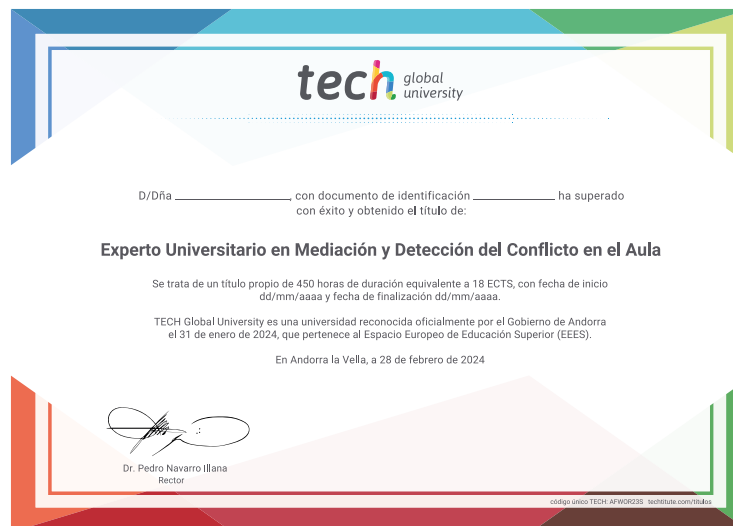 tech global university
D/Dña ____________________, con documento de identificación ______________ ha superado
con éxito y obtenido el título de:
Experto Universitario en Mediación y Detección del Conflicto en el Aula
Se trata de un título propio de 450 horas de duración equivalente a 18 ECTS, con fecha de inicio
dd/mm/aaaa y fecha de finalización dd/mm/aaaa.
TECH Global University es una universidad reconocida oficialmente por el Gobierno de Andorra
el 31 de enero de 2024, que pertenece al Espacio Europeo de Educación Superior (EEES).
En Andorra la Vella, a 28 de febrero de 2024
Dr. Pedro Navarro Illana
Rector
código único TECH: AFWOR23S techtitute.com/titulos